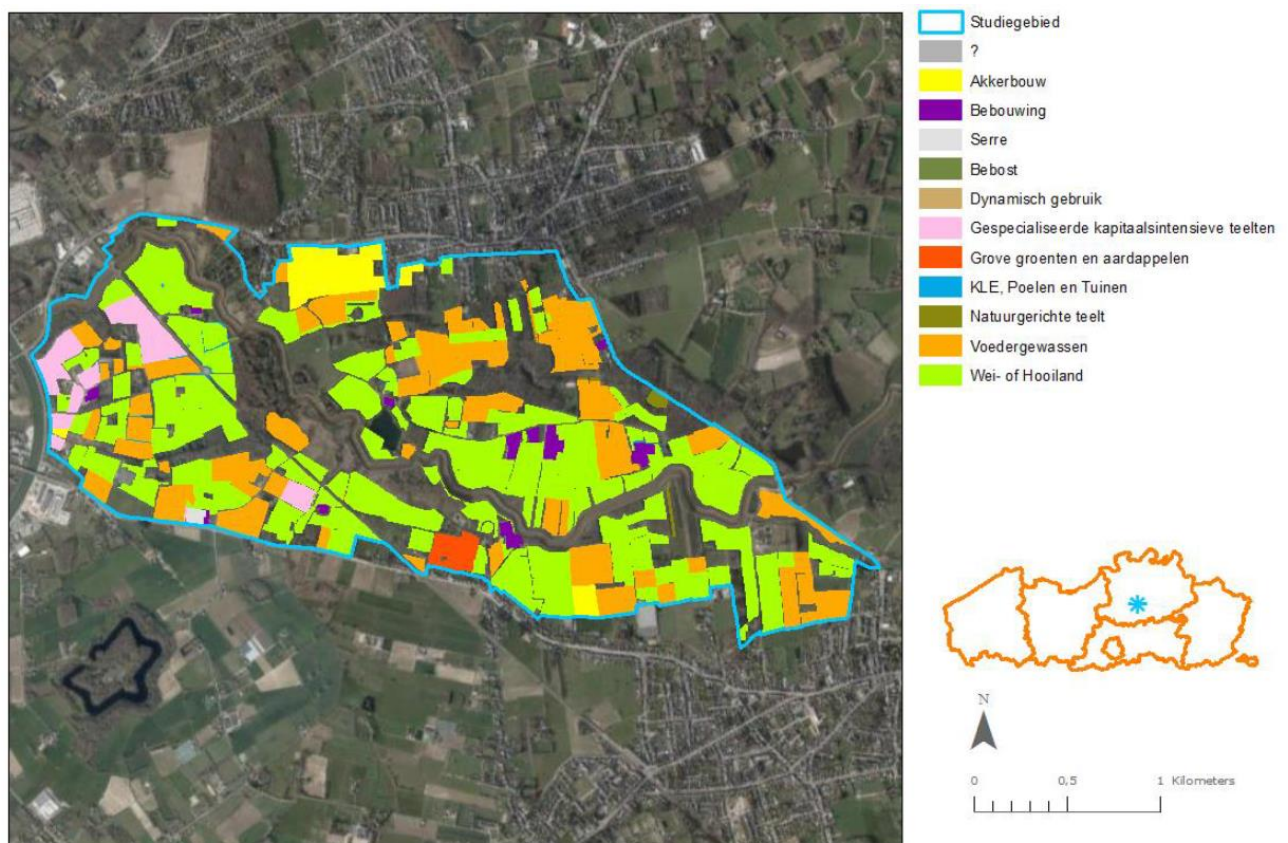 Studiegebied
?
Akkerbouw
Bebouwing
Serre
Bebost
Dynamisch gebruik
Gespecialiseerde kapitaalsintensieve teelten
Grove groenten en aardappelen
KLE, Poelen en Tuinen
Natuurgerichte teelt
Voedergewassen
Wei- of Hooiland
N
0 0,5 1 Kilometers